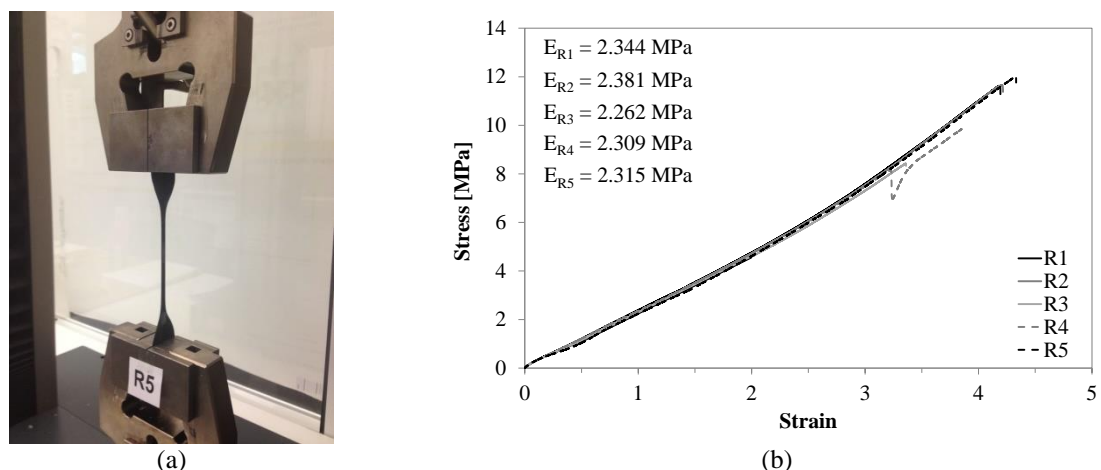 R5
(a)
14
12
10
8
6
4
2
0
Stress [MPa]
E_R1 = 2.344 MPa
E_R2 = 2.381 MPa
E_R3 = 2.262 MPa
E_R4 = 2.309 MPa
E_R5 = 2.315 MPa
R1
R2
R3
R4
R5
0 1 2 3 4 5
Strain
(b)